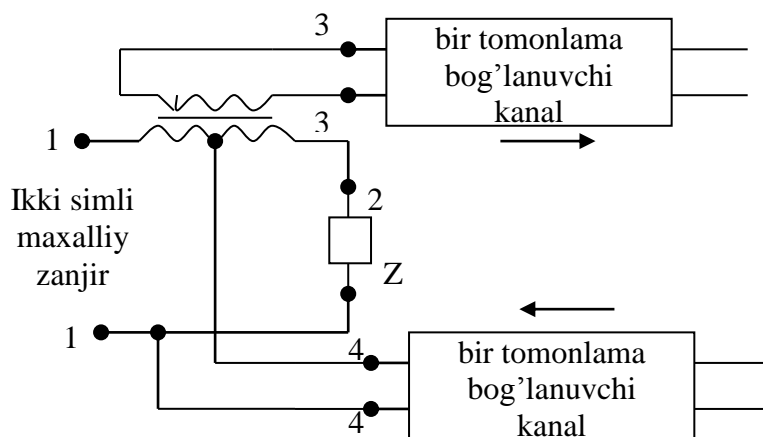 3
bir tomonlama
bog’lanuvchi
kanal
3
1
Ikki simli
maxalliy
zanjir
2
Z
1
4
bir tomonlama
bog’lanuvchi
kanal
4